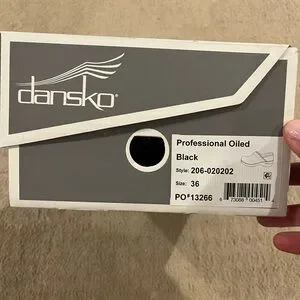 dansko®
Professional Oiled
Black
Style: 206-020202
Size: 36
PO#13266